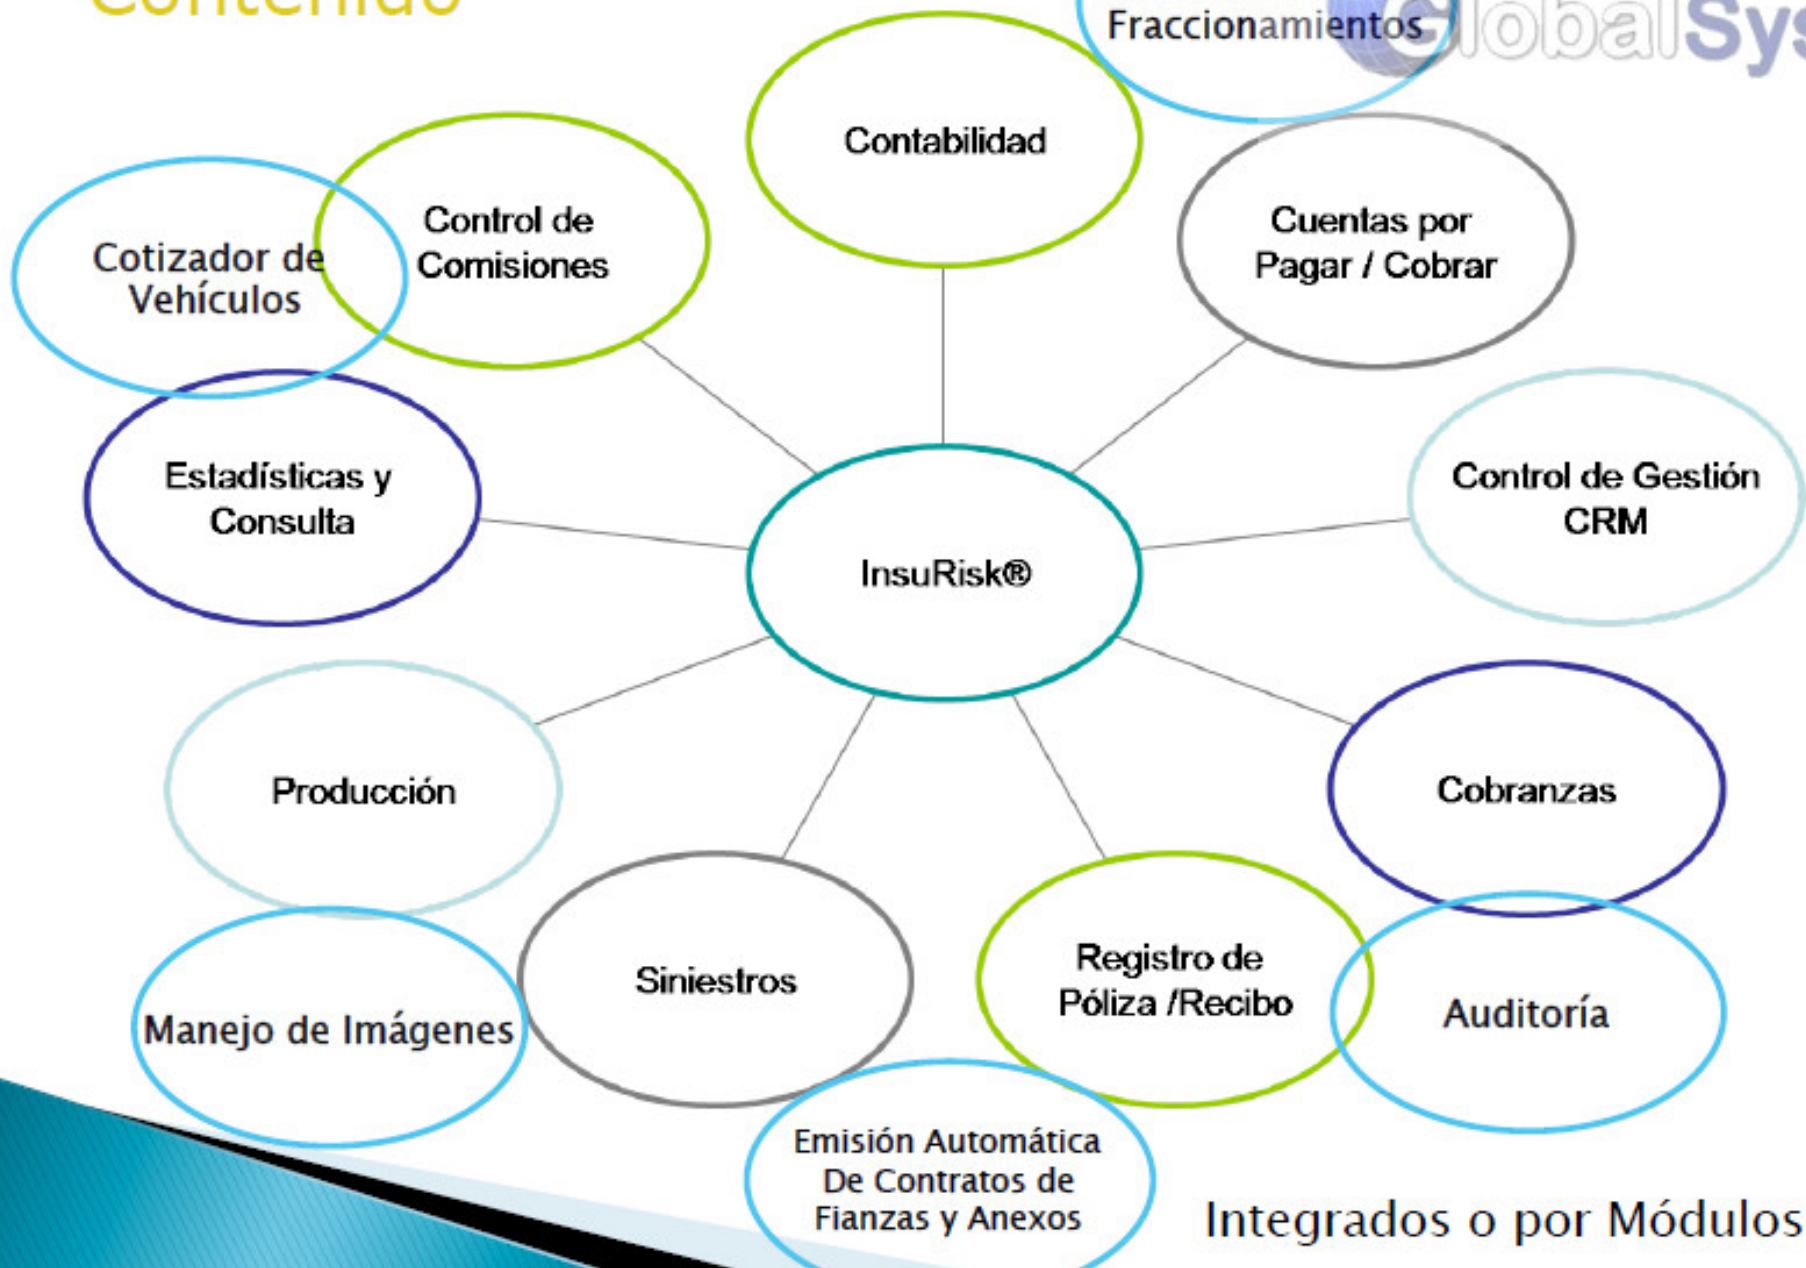 Contenido
Fraccionamientos
GlobalSys
Contabilidad
Control de
Comisiones
Cuentas por
Pagar / Cobrar
Cotizador de
Vehículos
Estadísticas y
Consulta
Control de Gestión
CRM
InsuRisk®
Producción
Cobranzas
Siniestros
Registro de
Póliza /Recibo
Manejo de Imágenes
Auditoría
Emisión Automática
De Contratos de
Fianzas y Anexos
Integrados o por Módulos